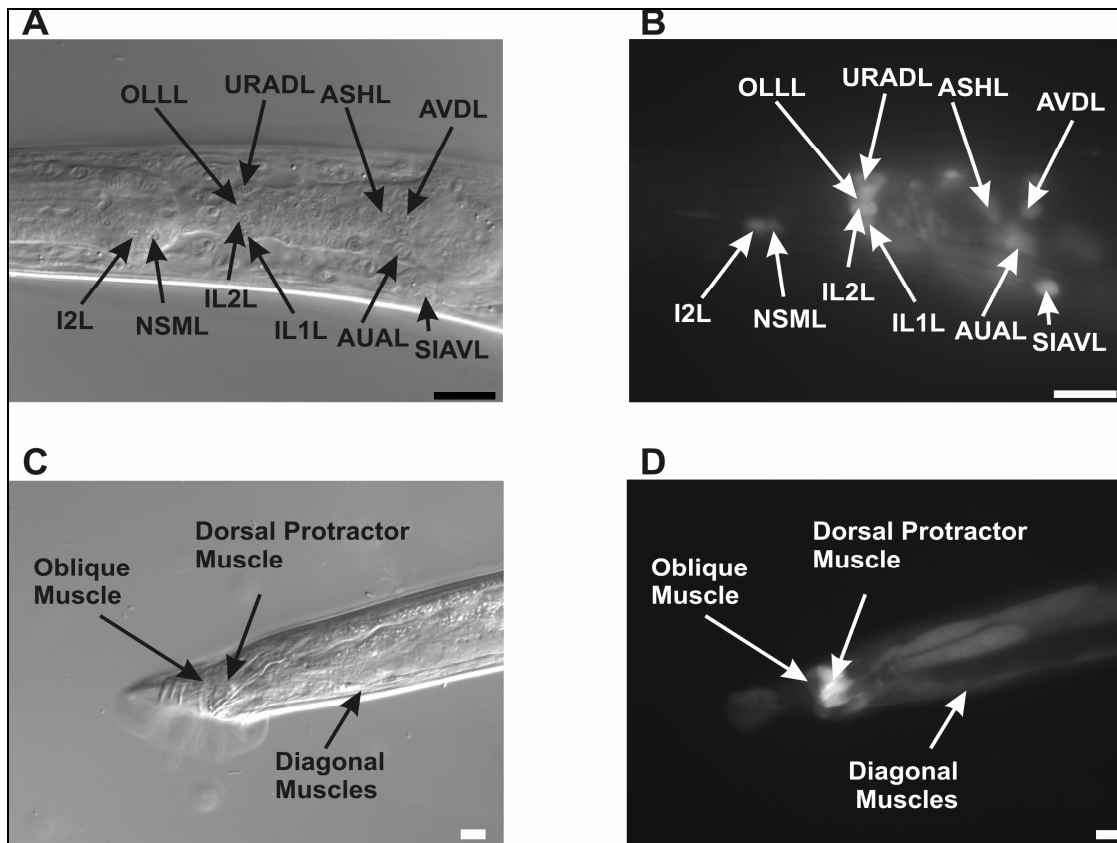 A
OLLL
URADL
ASHL
AVDL
I2L
NSML
IL2L
IL1L
AUAL
SIAVL
B
OLLL
URADL
ASHL
AVDL
I2L
NSML
IL2L
IL1L
AUAL
SIAVL
C
Dorsal Protractor
Muscle
Oblique
Muscle
Diagonal
Muscles
D
Dorsal Protractor
Muscle
Oblique
Muscle
Diagonal
Muscles